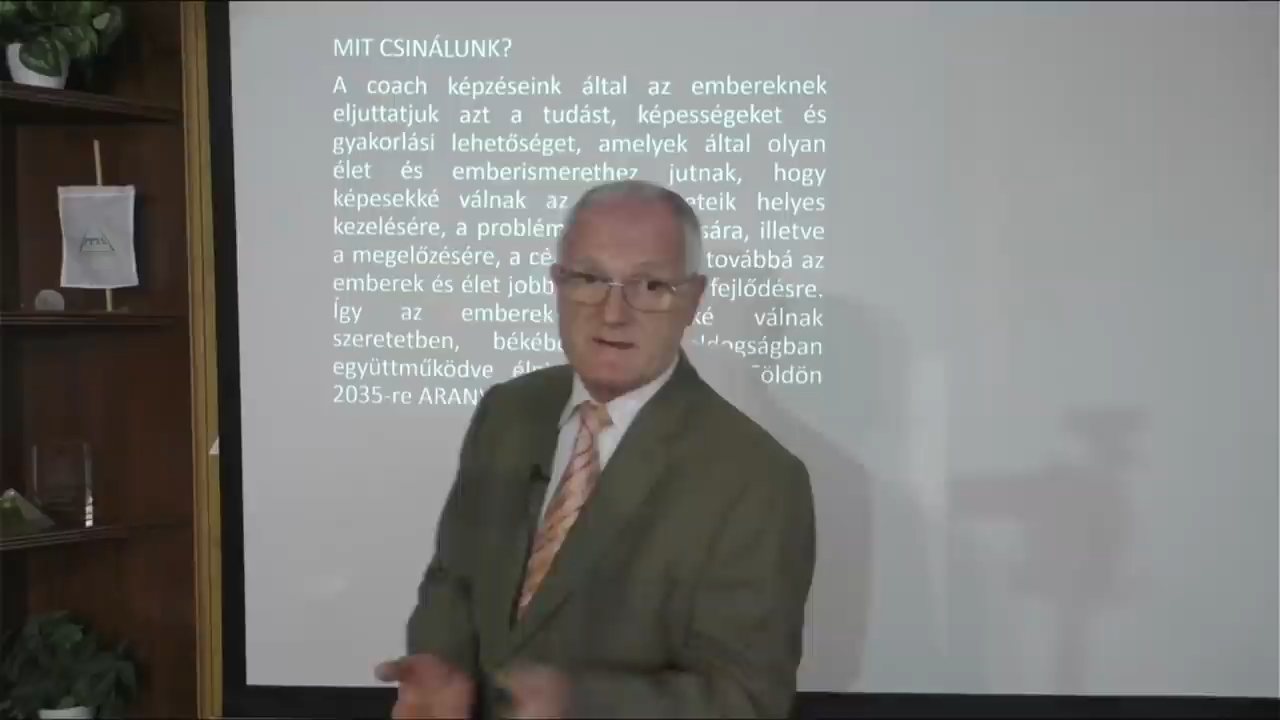 MIT CSINÁLUNK?
A coach képzéseink által az embereknek
eljuttatjuk azt a tudást, képességeket és
gyakorlási lehetőséget, amelyek által olyan
élet és emberismerethez jutnak, hogy
képesekké válnak az helyes
kezelésére, a illetve
a megelőzésére, a továbbá az
emberek és élet fejlődésre.
Így az emberek válnak
szeretetben,
együttműködve
2035-re